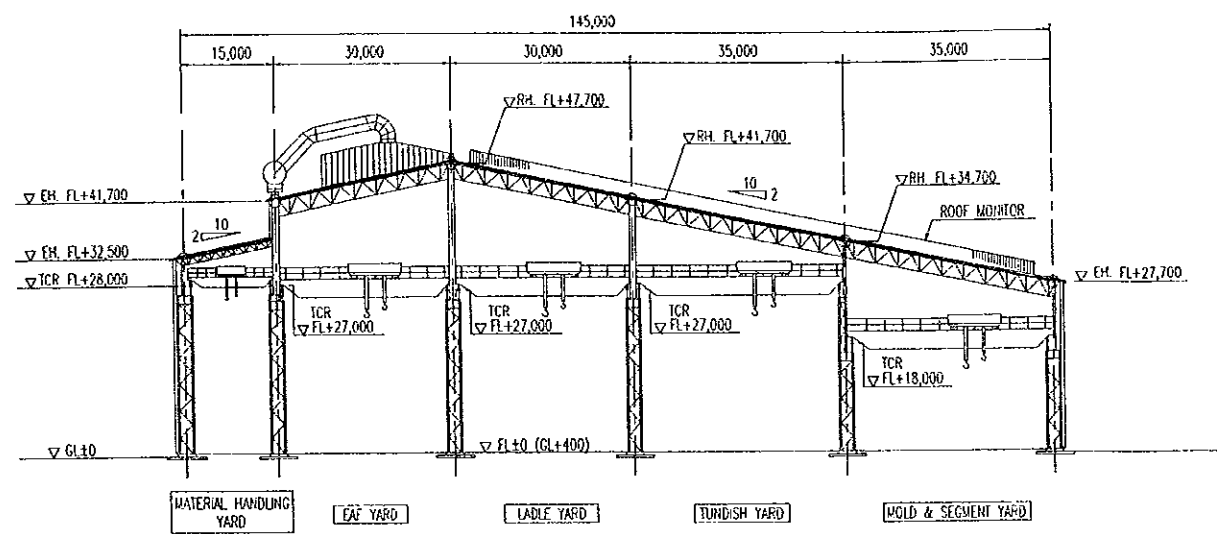 145,000
15,000
30,000
30,000
35,000
35,000
▽RH. FL+47,700
▽RH. FL+41,700
▽RH. FL+34,700
ROOF MONITOR
10
2
▽ EH. FL+41,700
10
2
▽ EH. FL+32,500
▽TCR FL+28,000
▽ EH. FL+27,700
TCR
▽ FL+27,000
TCR
▽ FL+27,000
TCR
▽ FL+27,000
TCR
▽ FL+18,000
▽ GL±0
▽ FL±0 (GL+400)
MATERIAL HANDLING
YARD
EAF YARD
LADLE YARD
TUNDISH YARD
MOLD & SEGMENT YARD